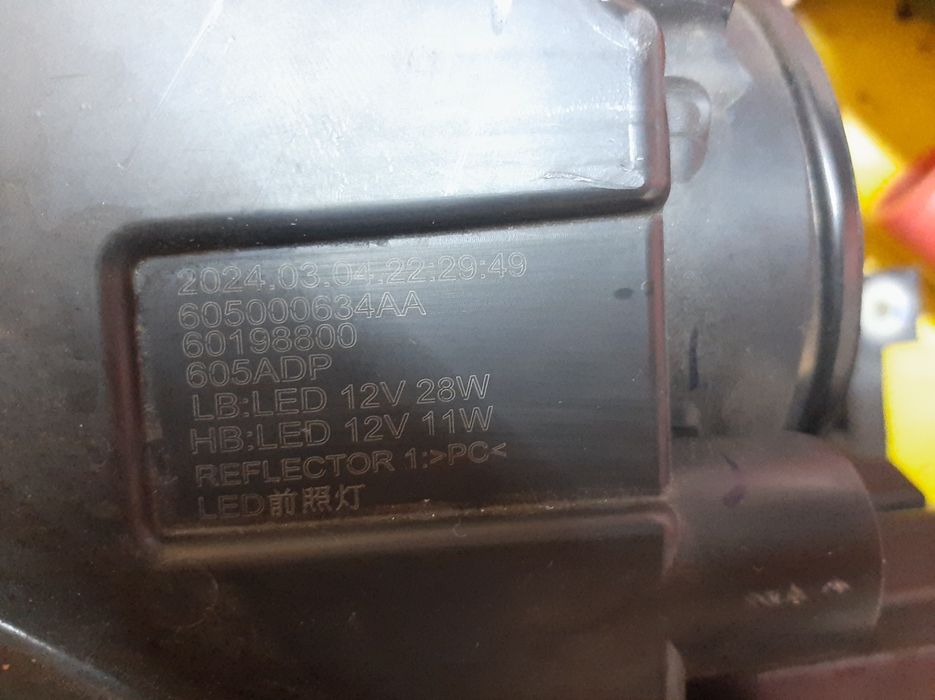 2024.03.04.22:29:49
605000634AA
60198800
605ADP
LB:LED 12V 28W
HB:LED 12V 11W
REFLECTOR 1:>PC<
LED前照灯